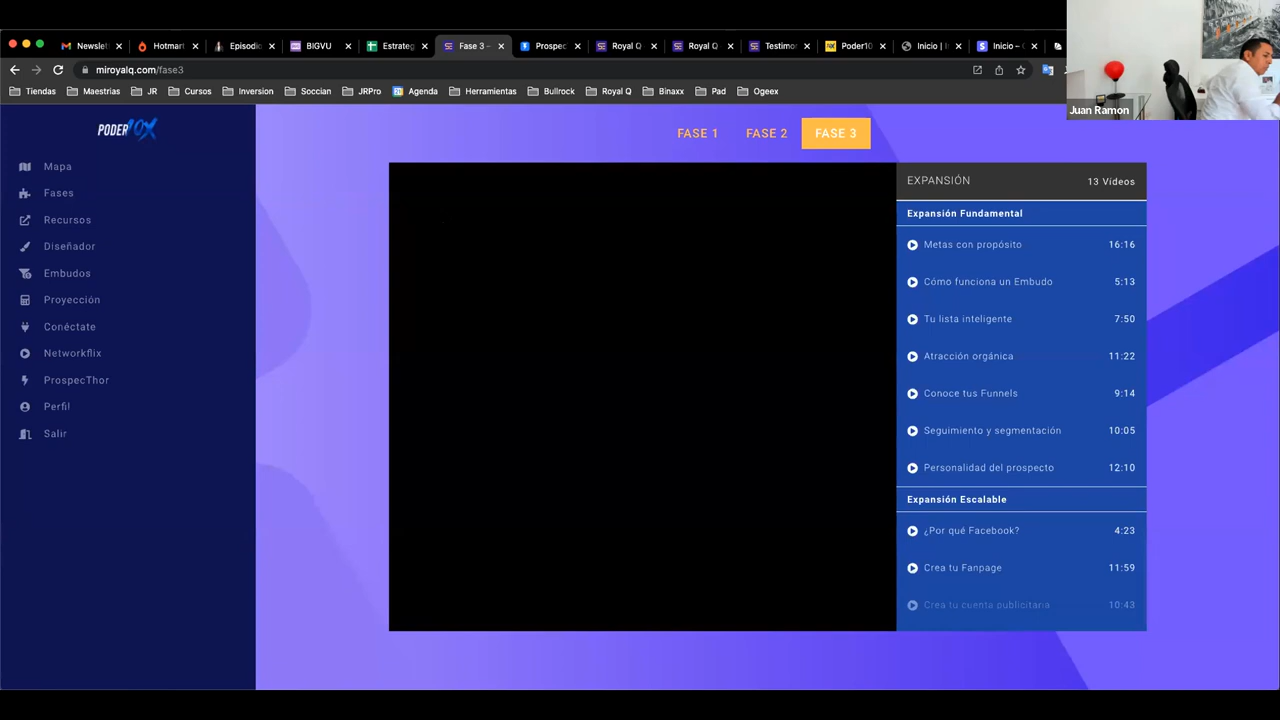 Newslet
Hotmart
Episodio
BIGVU
Estrateg
Fase 3 –
Prospec
Royal Q
Royal Q
Testimor
Poder10
Inicio | I
Inicio – (
miroyalq.com/fase3
Tiendas
Maestrias
JR
Cursos
Inversion
Soccian
JRPro
Agenda
Herramientas
Bullrock
Royal Q
Binaxx
Pad
Ogeex
Juan Ramon
PODER10X
Mapa
Fases
Recursos
Diseñador
Embudos
Proyección
Conéctate
Networkflix
ProspecThor
Perfil
Salir
FASE 1
FASE 2
FASE 3
EXPANSIÓN 13 Vídeos
Expansión Fundamental
Metas con propósito 16:16
Cómo funciona un Embudo 5:13
Tu lista inteligente 7:50
Atracción orgánica 11:22
Conoce tus Funnels 9:14
Seguimiento y segmentación 10:05
Personalidad del prospecto 12:10
Expansión Escalable
¿Por qué Facebook? 4:23
Crea tu Fanpage 11:59
Crea tu cuenta publicitaria 10:43